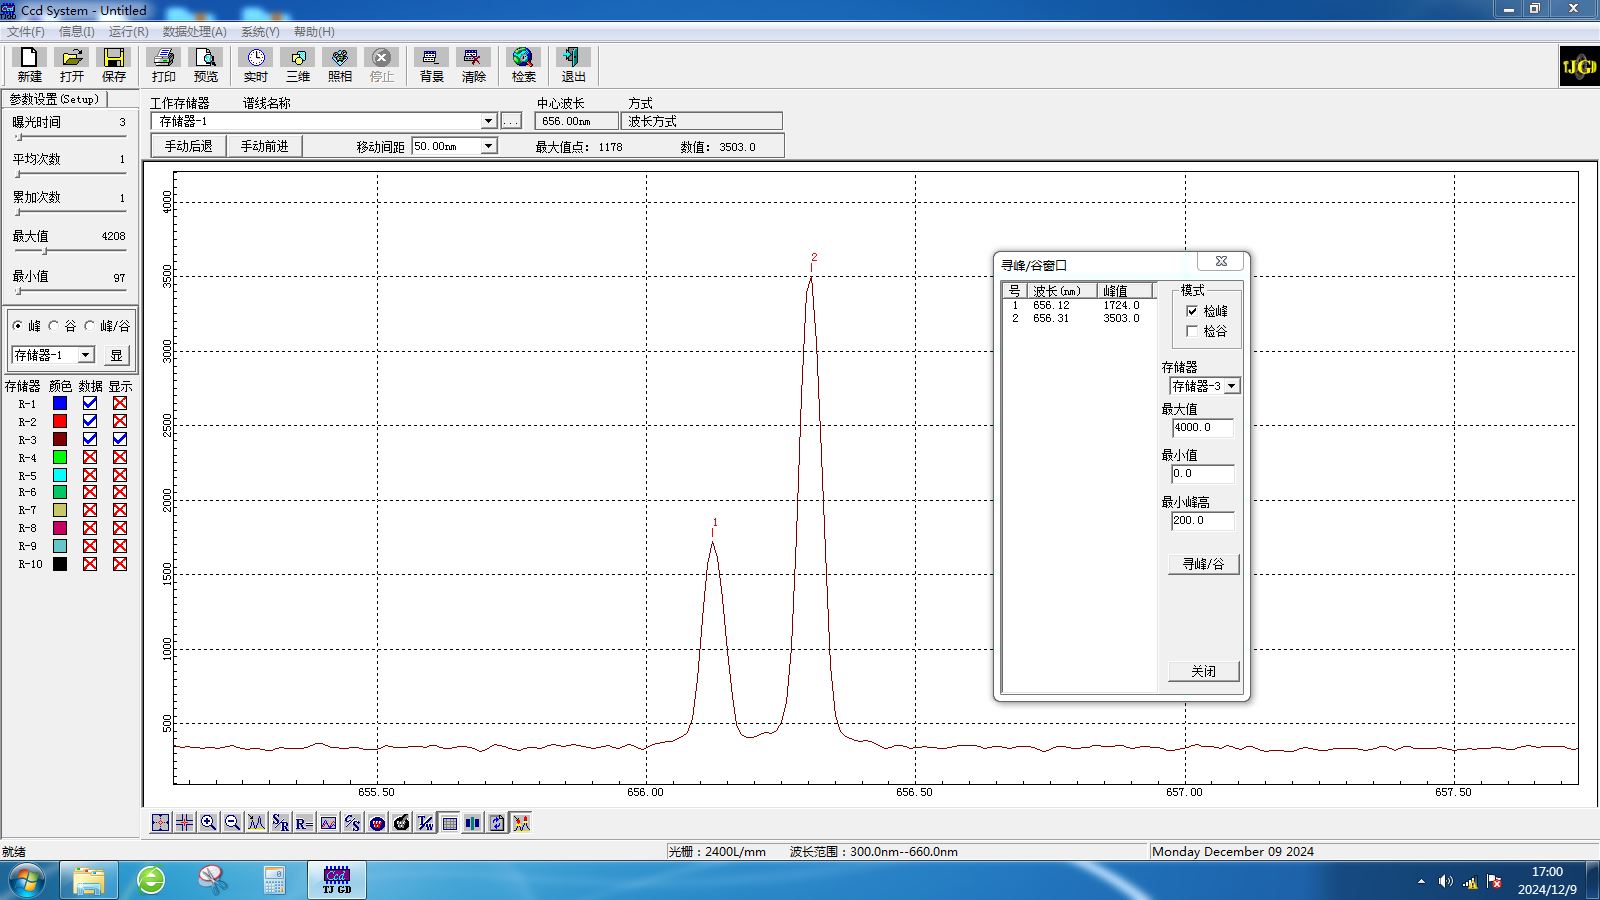 Ccd System - Untitled
文件(F) 信息(I) 运行(R) 数据处理(A) 系统(Y) 帮助(H)
新建 打开 保存 打印 预览 实时 三维 照相 停止 背景 清除 检索 退出
TJGD
参数设置(Setup)
曝光时间 3
平均次数 1
累加次数 1
最大值 4208
最小值 97
峰 谷 峰/谷
存储器-1 显
存储器 颜色 数据 显示
R-1
R-2
R-3
R-4
R-5
R-6
R-7
R-8
R-9
R-10
工作存储器 谱线名称 中心波长 方式
存储器-1 ... 656.00nm 波长方式
手动后退 手动前进 移动间距 50.00nm 最大值点: 1178 数值: 3503.0
4000
3500
3000
2500
2000
1500
1000
500
1
2
655.50 656.00 656.50 657.00 657.50
寻峰/谷窗口
号 波长(nm) 峰值
1 656.12 1724.0
2 656.31 3503.0
模式
检峰
检谷
存储器
存储器-3
最大值
4000.0
最小值
0.0
最小峰高
200.0
寻峰/谷
关闭
就绪 光栅：2400L/mm 波长范围：300.0nm--660.0nm Monday December 09 2024
Ccd
TJ GD
17:00
2024/12/9